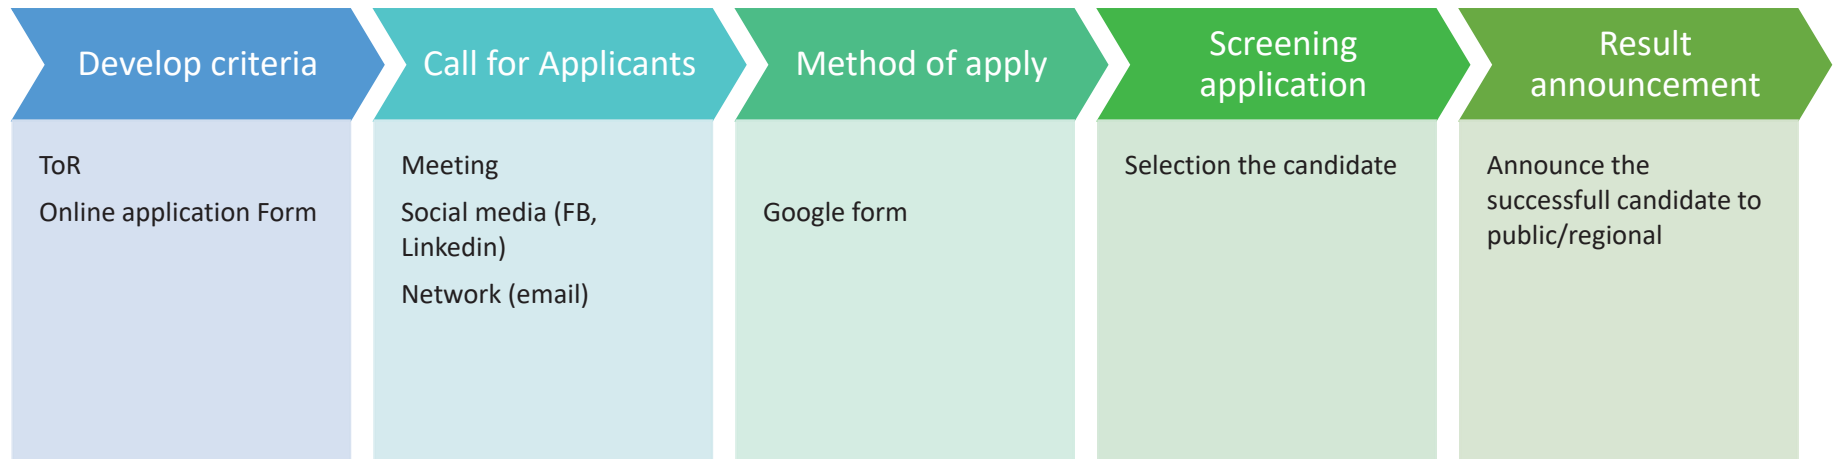 Develop criteria
ToR
Online application Form
Call for Applicants
Meeting
Social media (FB,
Linkedin)
Network (email)
Method of apply
Google form
Screening
application
Selection the candidate
Result
announcement
Announce the
successfull candidate to
public/regional